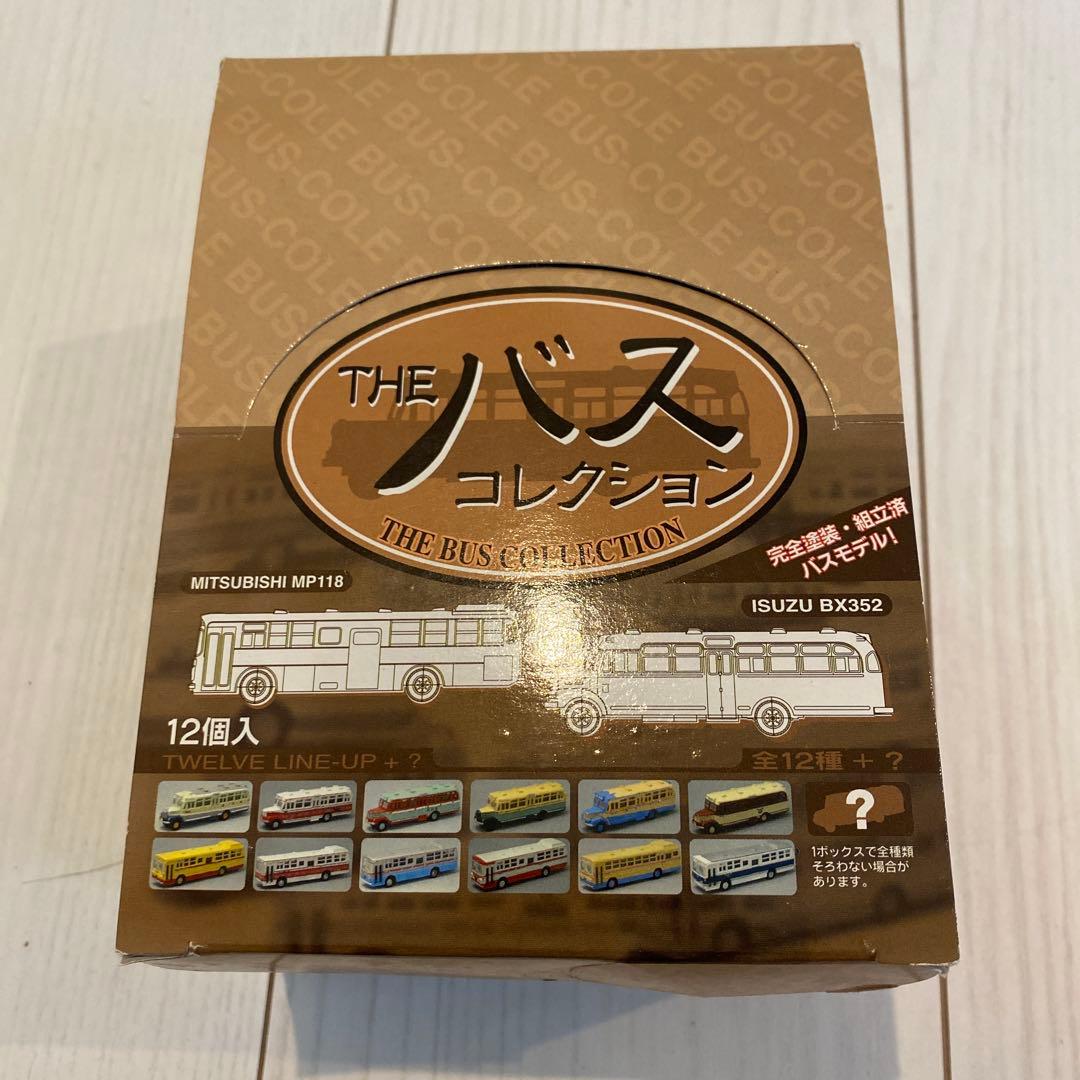 BUS-COLE BUS-COLE BUS-COLE
THE バス
コレクション
THE BUS COLLECTION
完全塗装・組立済
バスモデル!
MITSUBISHI MP118
ISUZU BX352
12個入
TWELVE LINE-UP + ?
全12種 + ?
?
1ボックスで全種類
そろわない場合が
あります。